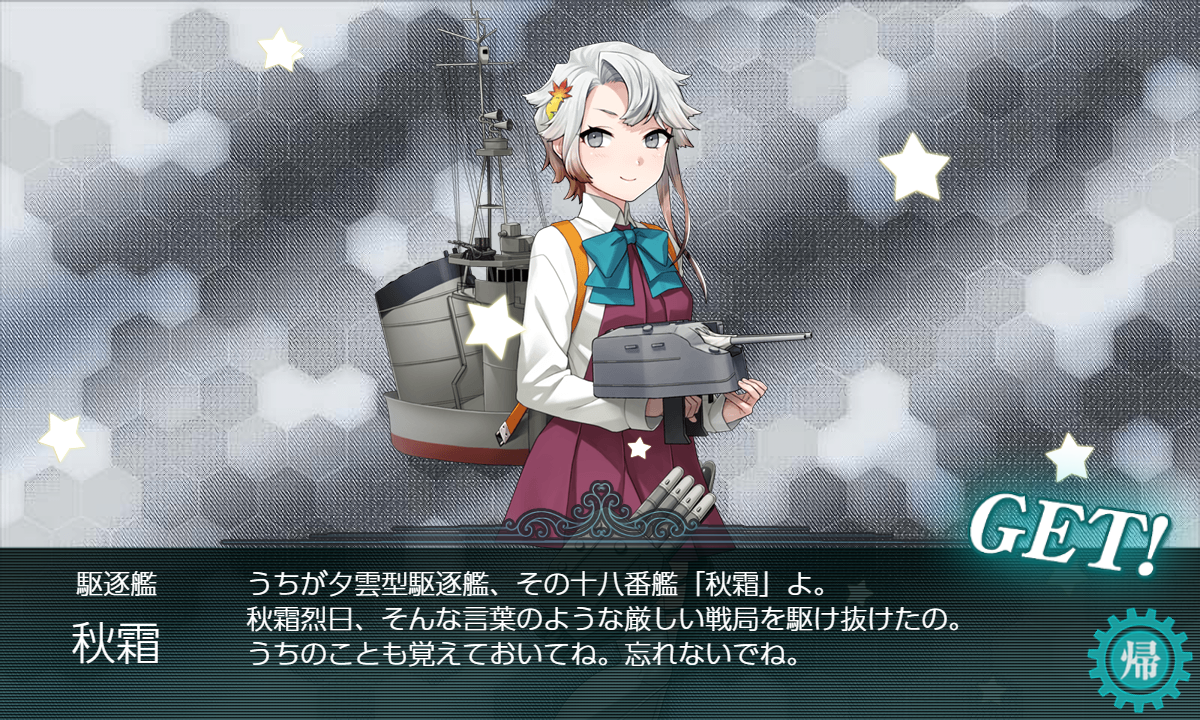 GET!
駆逐艦
秋霜
うちが夕雲型駆逐艦、その十八番艦「秋霜」よ。
秋霜烈日、そんな言葉のような厳しい戦局を駆け抜けたの。
うちのことも覚えておいてね。忘れないでね。
帰